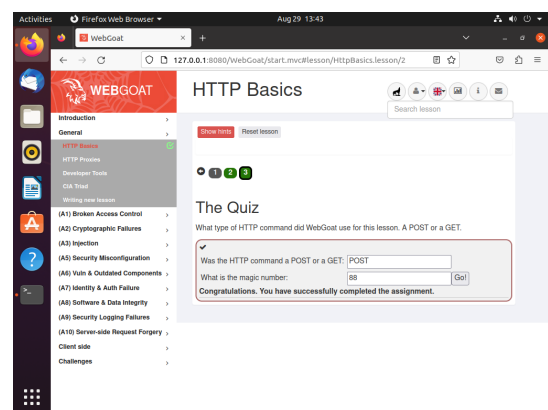 Activities
Firefox Web Browser
Aug 29 13:43
WebGoat
127.0.0.1:8080/WebGoat/start.mvc#lesson/HttpBasics.lesson/2
WEBGOAT
HTTP Basics
Search lesson
Introduction
General
HTTP Basics
HTTP Proxies
Developer Tools
CIA Triad
Writing new lesson
(A1) Broken Access Control
(A2) Cryptographic Failures
(A3) Injection
(A5) Security Misconfiguration
(A6) Vuln & Outdated Components
(A7) Identity & Auth Failure
(A8) Software & Data Integrity
(A9) Security Logging Failures
(A10) Server-side Request Forgery
Client side
Challenges
Show hints
Reset lesson
1 2 3
The Quiz
What type of HTTP command did WebGoat use for this lesson. A POST or a GET.
Was the HTTP command a POST or a GET: POST
What is the magic number: 88 Go!
Congratulations. You have successfully completed the assignment.